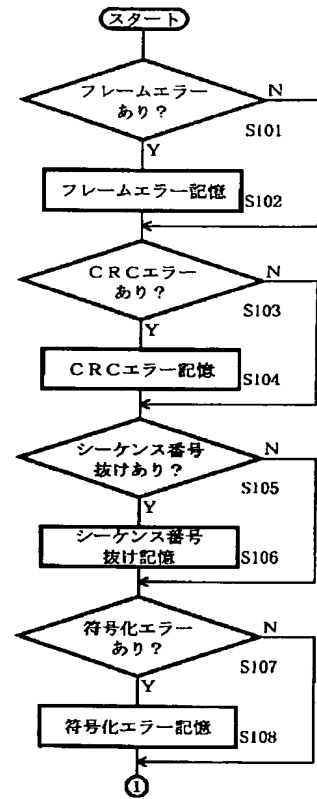 スタート
フレームエラー
あり？
N
S101
Y
フレームエラー記憶
S102
ＣＲＣエラー
あり？
N
S103
Y
ＣＲＣエラー記憶
S104
シーケンス番号
抜けあり？
N
S105
Y
シーケンス番号
抜け記憶
S106
符号化エラー
あり？
N
S107
Y
符号化エラー記憶
S108
①